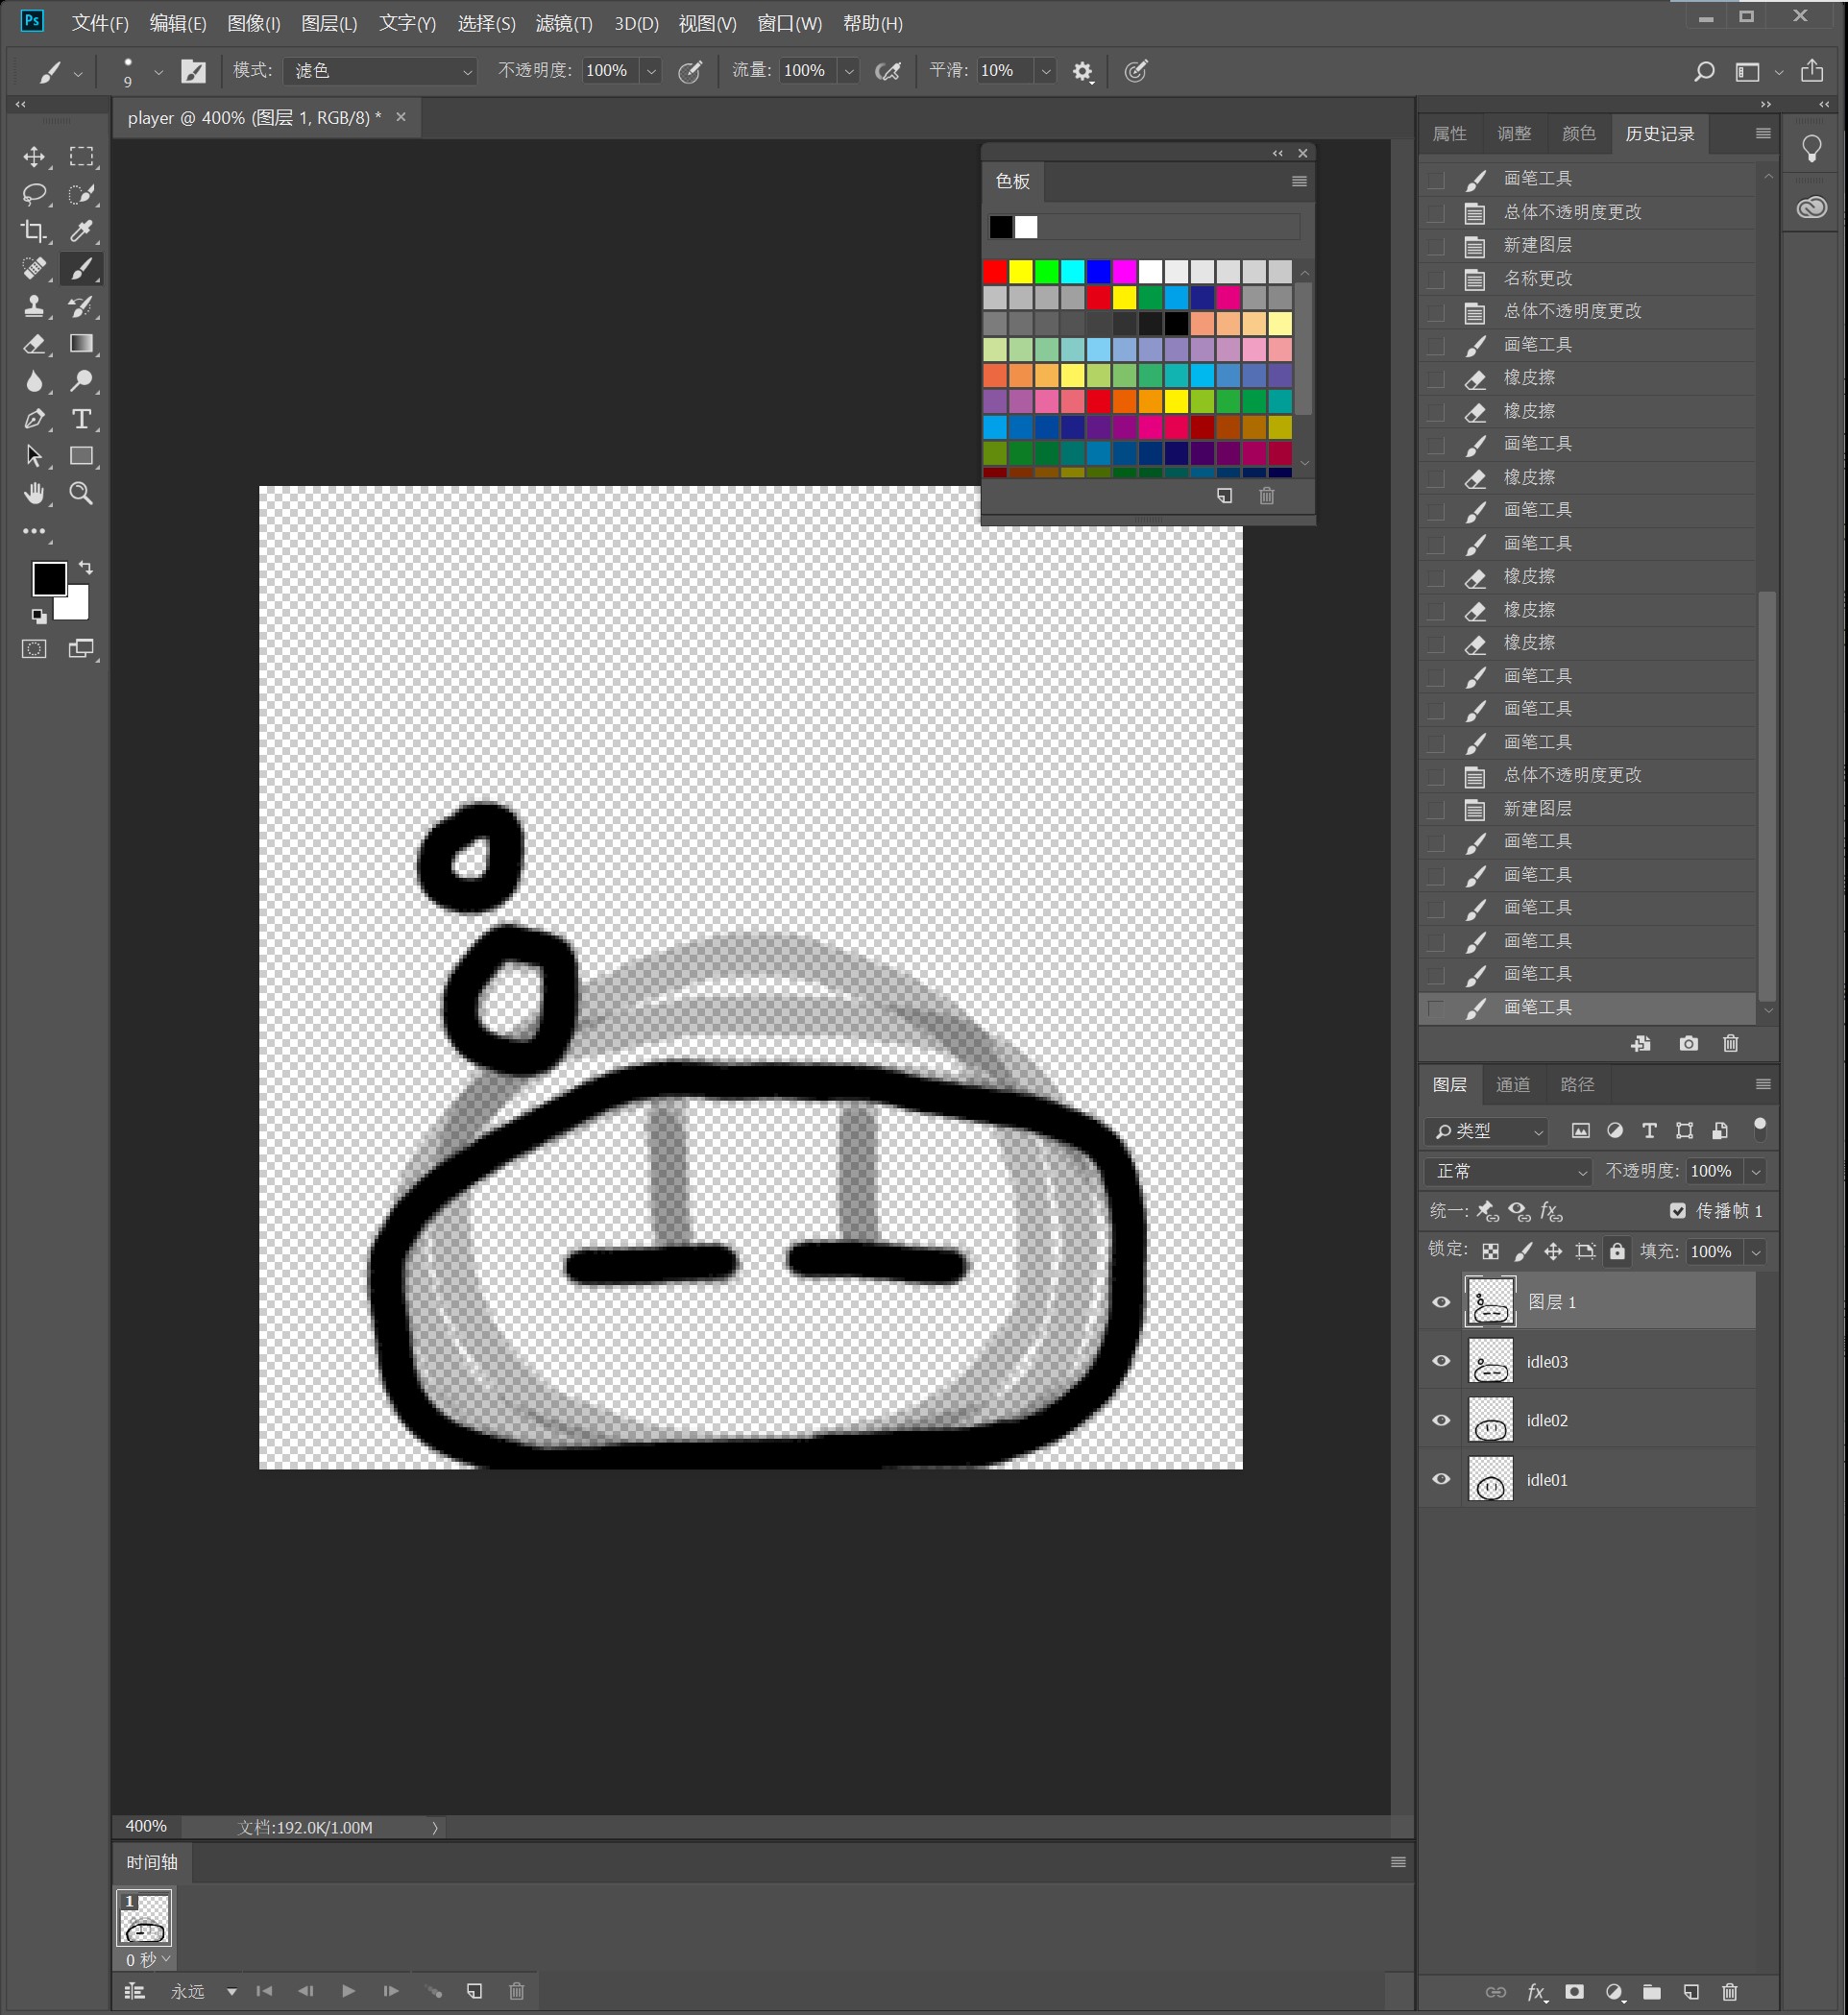 Ps 文件(F) 编辑(E) 图像(I) 图层(L) 文字(Y) 选择(S) 滤镜(T) 3D(D) 视图(V) 窗口(W) 帮助(H)
9 模式: 滤色 不透明度: 100% 流量: 100% 平滑: 10%
player @ 400% (图层 1, RGB/8) *
色板
属性 调整 颜色 历史记录
画笔工具
总体不透明度更改
新建图层
名称更改
总体不透明度更改
画笔工具
橡皮擦
橡皮擦
画笔工具
橡皮擦
画笔工具
画笔工具
橡皮擦
橡皮擦
橡皮擦
画笔工具
画笔工具
画笔工具
总体不透明度更改
新建图层
画笔工具
画笔工具
画笔工具
画笔工具
画笔工具
画笔工具
图层 通道 路径
类型
正常 不透明度: 100%
统一: 传播帧 1
锁定: 填充: 100%
图层 1
idle03
idle02
idle01
400% 文档:192.0K/1.00M
时间轴
1
0 秒
永远